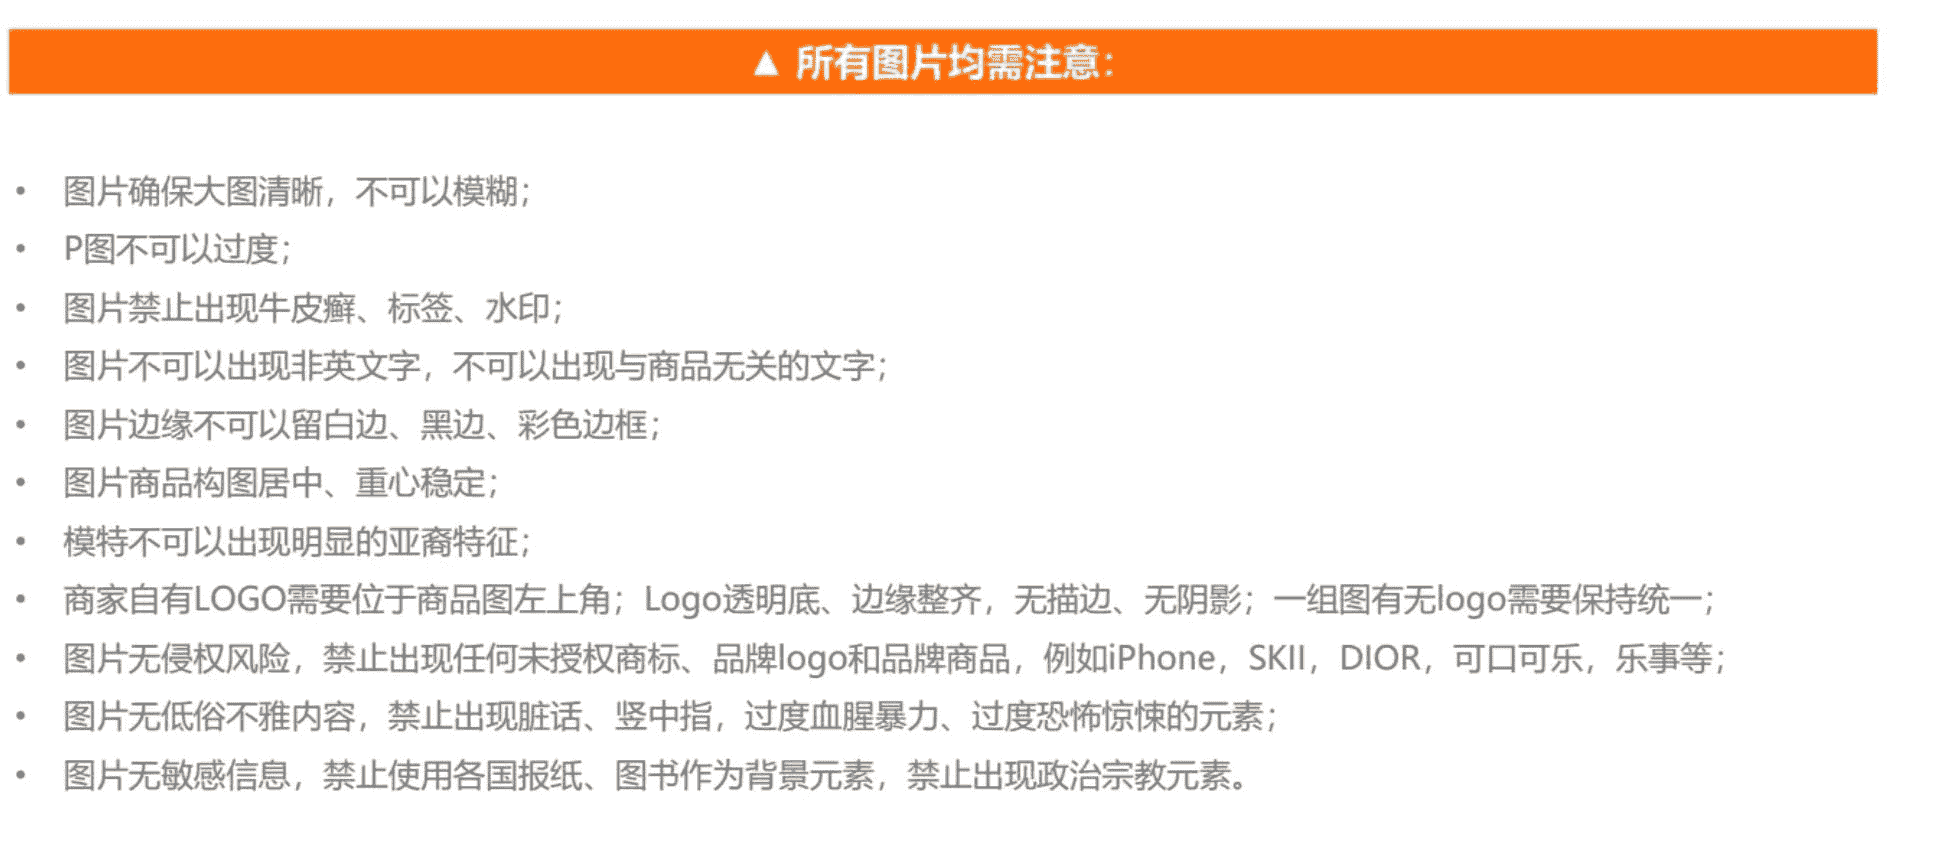 ▲ 所有图片均需注意：
• 图片确保大图清晰，不可以模糊；
• P图不可以过度；
• 图片禁止出现牛皮癣、标签、水印；
• 图片不可以出现非英文字，不可以出现与商品无关的文字；
• 图片边缘不可以留白边、黑边、彩色边框；
• 图片商品构图居中、重心稳定；
• 模特不可以出现明显的亚裔特征；
• 商家自有LOGO需要位于商品图左上角；Logo透明底、边缘整齐，无描边、无阴影；一组图有无logo需要保持统一；
• 图片无侵权风险，禁止出现任何未授权商标、品牌logo和品牌商品，例如iPhone，SKII，DIOR，可口可乐，乐事等；
• 图片无低俗不雅内容，禁止出现脏话、竖中指，过度血腥暴力、过度恐怖惊悚的元素；
• 图片无敏感信息，禁止使用各国报纸、图书作为背景元素，禁止出现政治宗教元素。